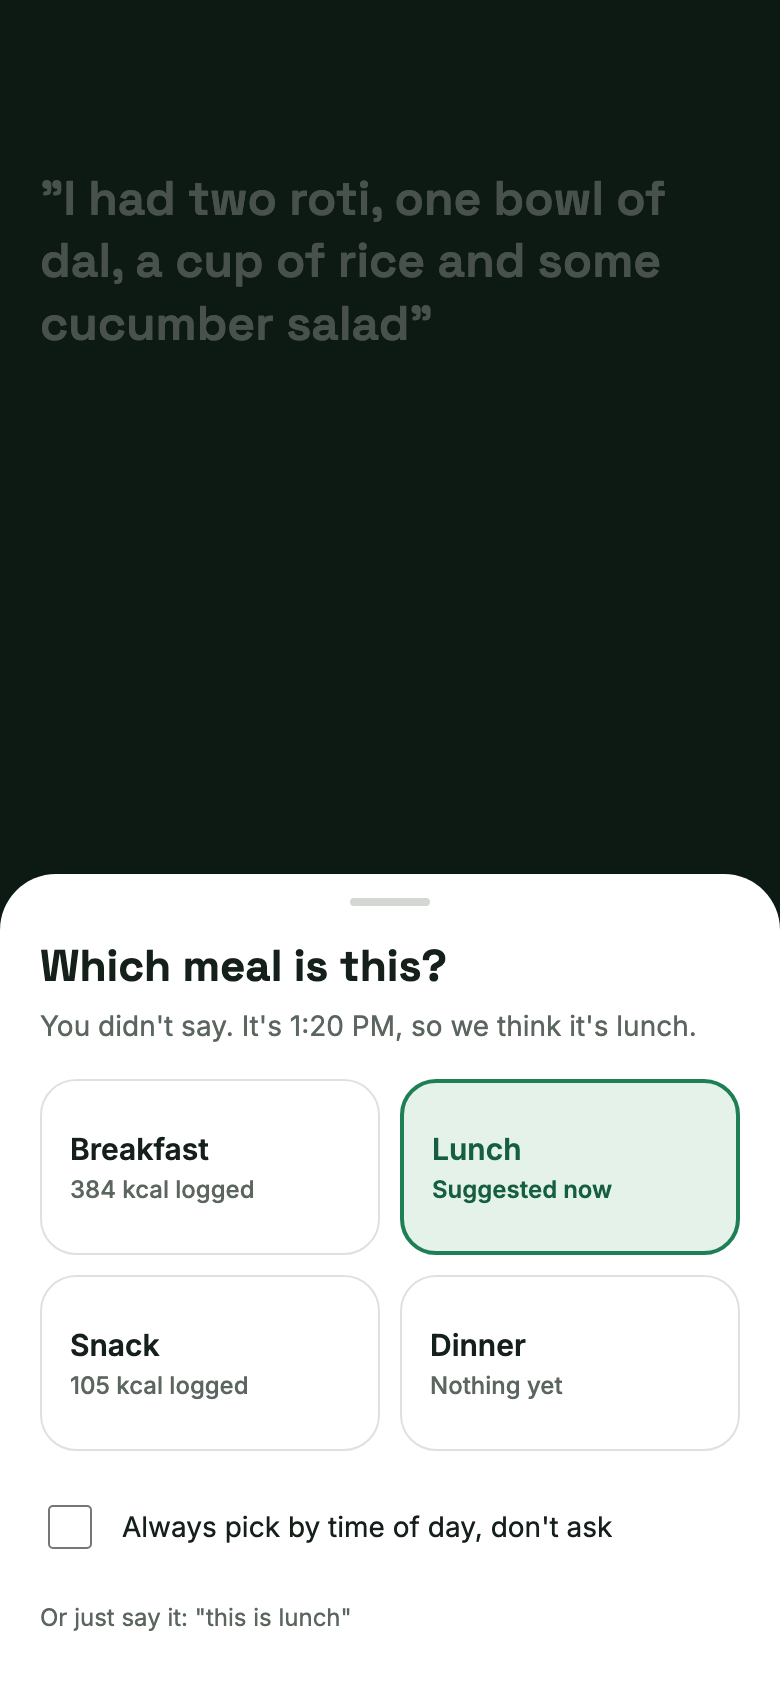 ”I had two roti, one bowl of
dal, a cup of rice and some
cucumber salad”
Which meal is this?
You didn't say. It's 1:20 PM, so we think it's lunch.
Breakfast
384 kcal logged
Lunch
Suggested now
Snack
105 kcal logged
Dinner
Nothing yet
Always pick by time of day, don't ask
Or just say it: "this is lunch"